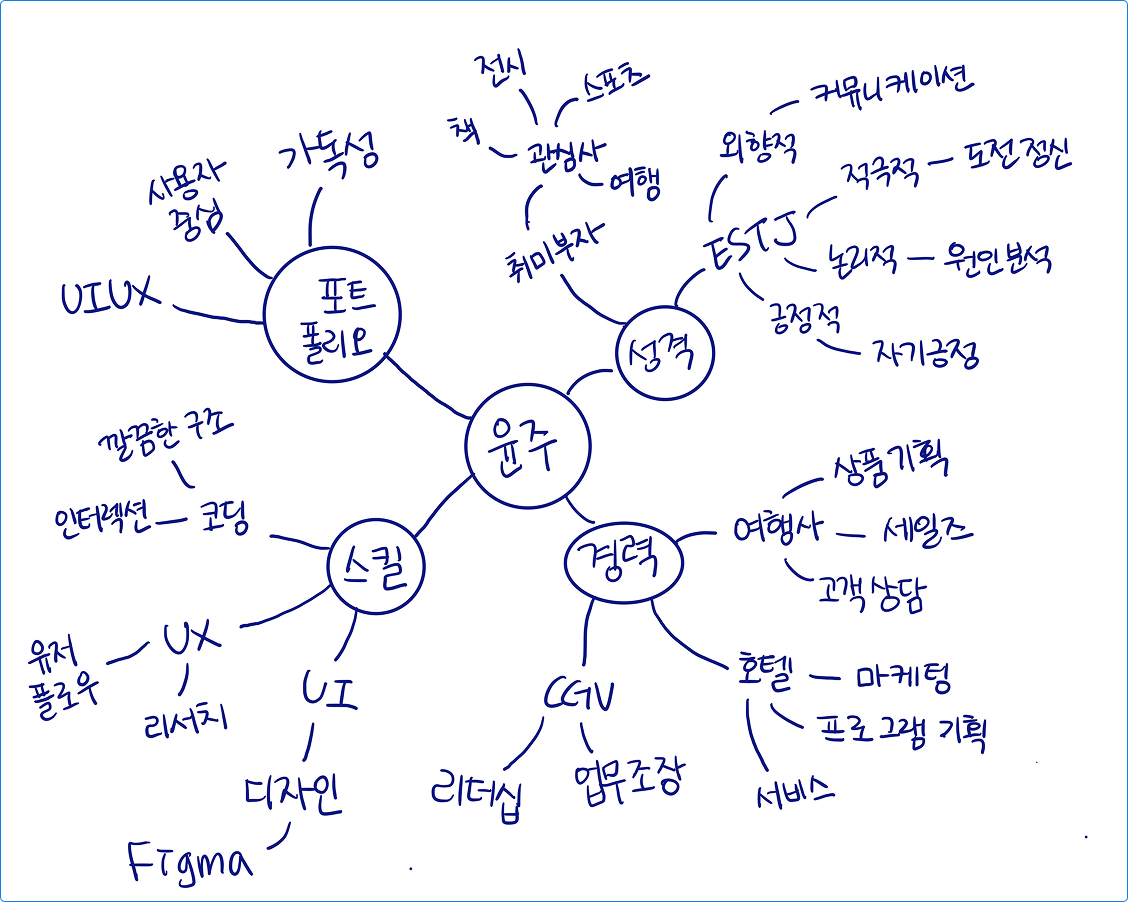 전시
스포츠
책
관심사
여행
취미부자
커뮤니케이션
외향적
적극적
도전정신
ESTJ
논리적
원인분석
긍정적
자기긍정
성격
가독성
사용자
중심
UIUX
포트
폴리오
윤주
깔끔한 구조
인터렉션
코딩
스킬
UX
유저
플로우
리서치
UI
디자인
Figma
경력
상품기획
여행사
세일즈
고객상담
호텔
마케팅
프로그램 기획
서비스
CGV
리더십
업무조장